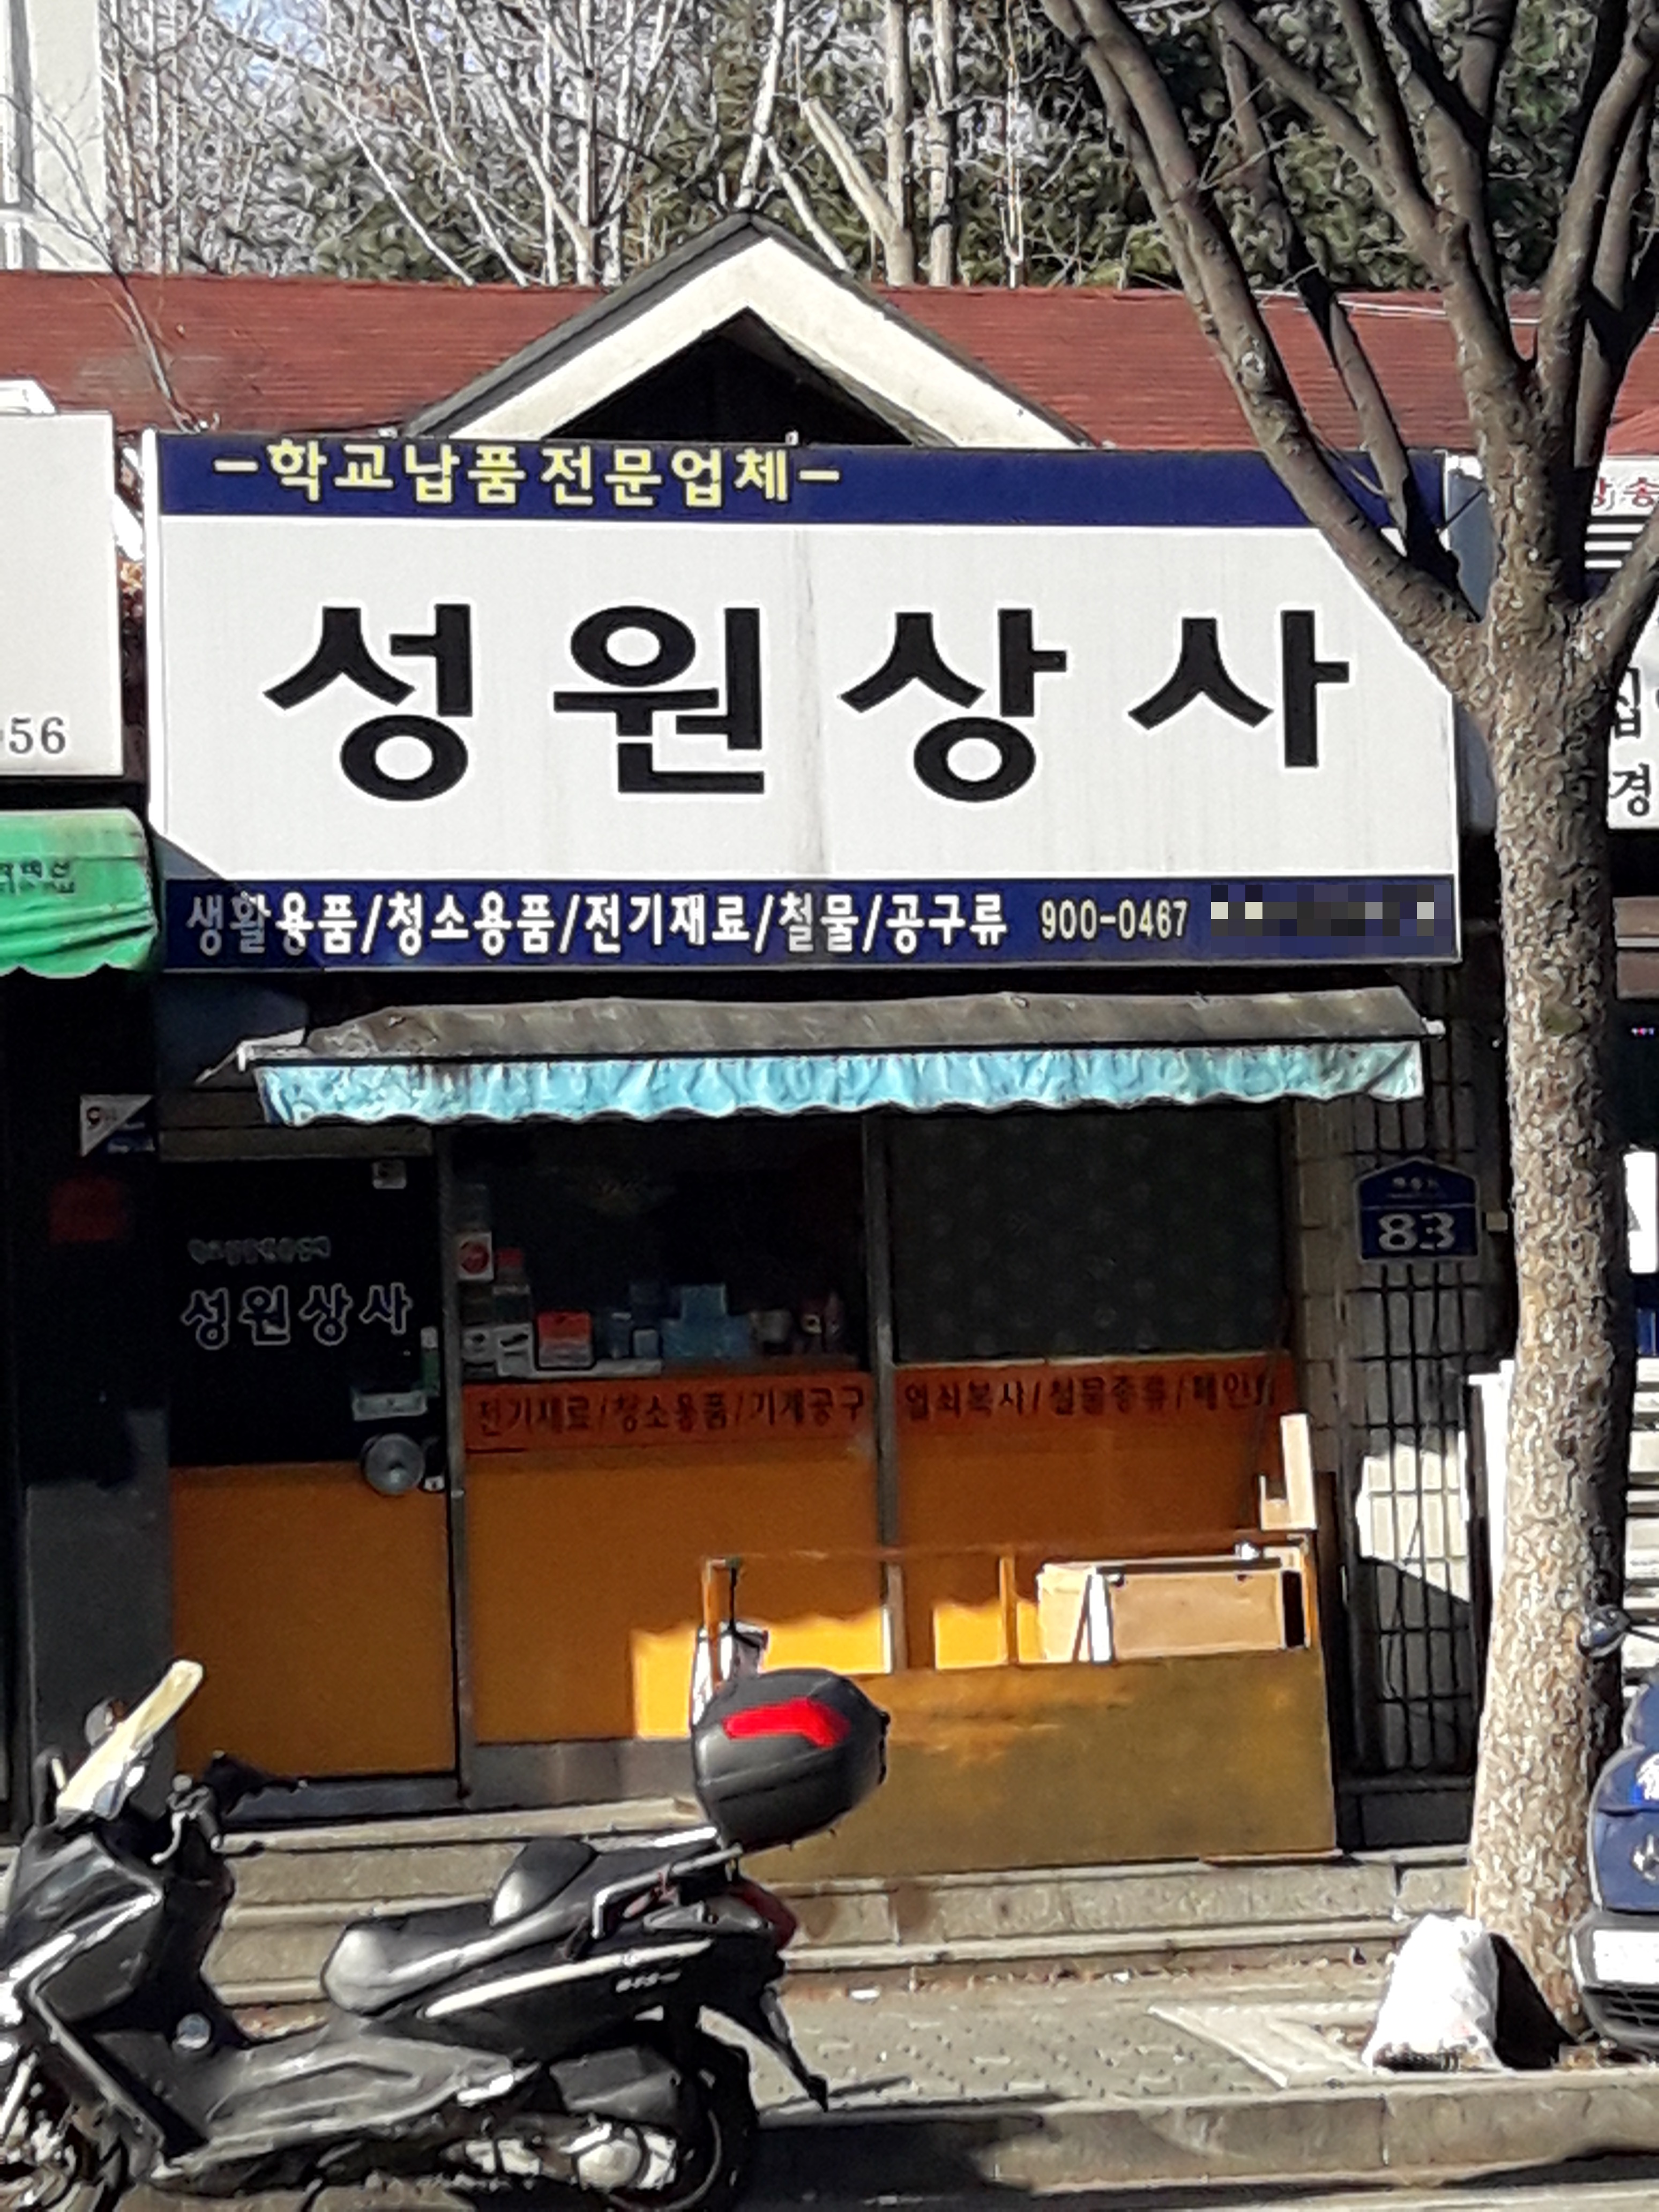 -학교납품전문업체-
성원상사
생활용품/청소용품/전기재료/철물/공구류 900-0467
56
83
성원상사
전기재료/청소용품/기계공구
열쇠복사/철물종류/페인트
경